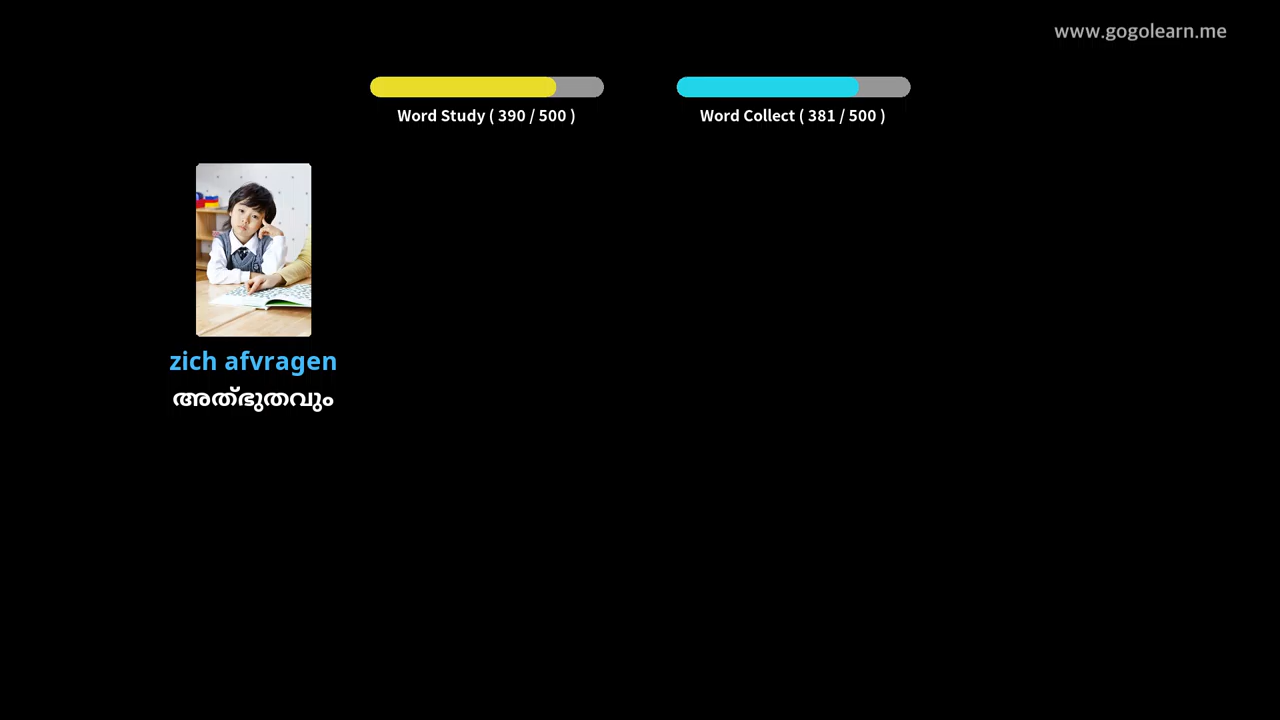 www.gogolearn.me
Word Study ( 390 / 500 )
Word Collect ( 381 / 500 )
zich afvragen
അത്ഭുതവും